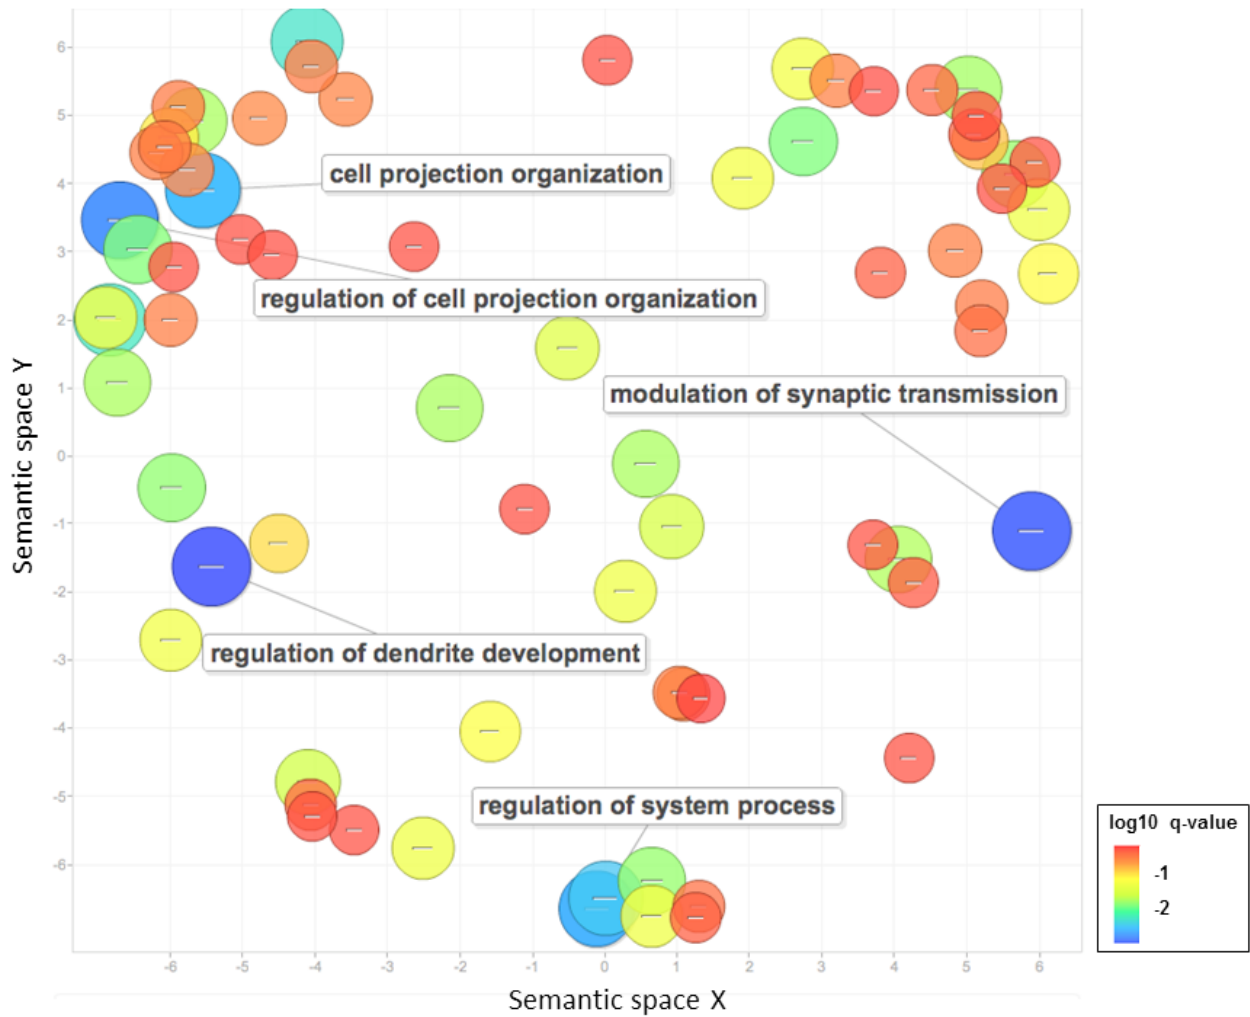 6
5
cell projection organization
4
3
regulation of cell projection organization
2
modulation of synaptic transmission
1
0
-1
-2
regulation of dendrite development
-3
-4
-5
regulation of system process
-6
Semantic space Y
-6 -5 -4 -3 -2 -1 0 1 2 3 4 5 6
Semantic space X
log10 q-value
-1
-2